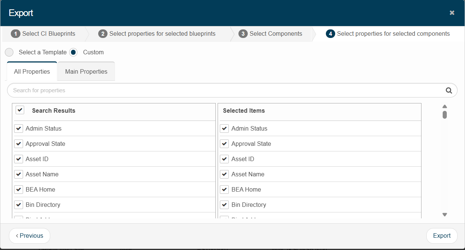 Export
1 Select CI Blueprints 2 Select properties for selected blueprints 3 Select Components 4 Select properties for selected components
Select a Template Custom
All Properties Main Properties
Search for properties
Search Results Selected Items
Admin Status Admin Status
Approval State Approval State
Asset ID Asset ID
Asset Name Asset Name
BEA Home BEA Home
Bin Directory Bin Directory
‹ Previous Export